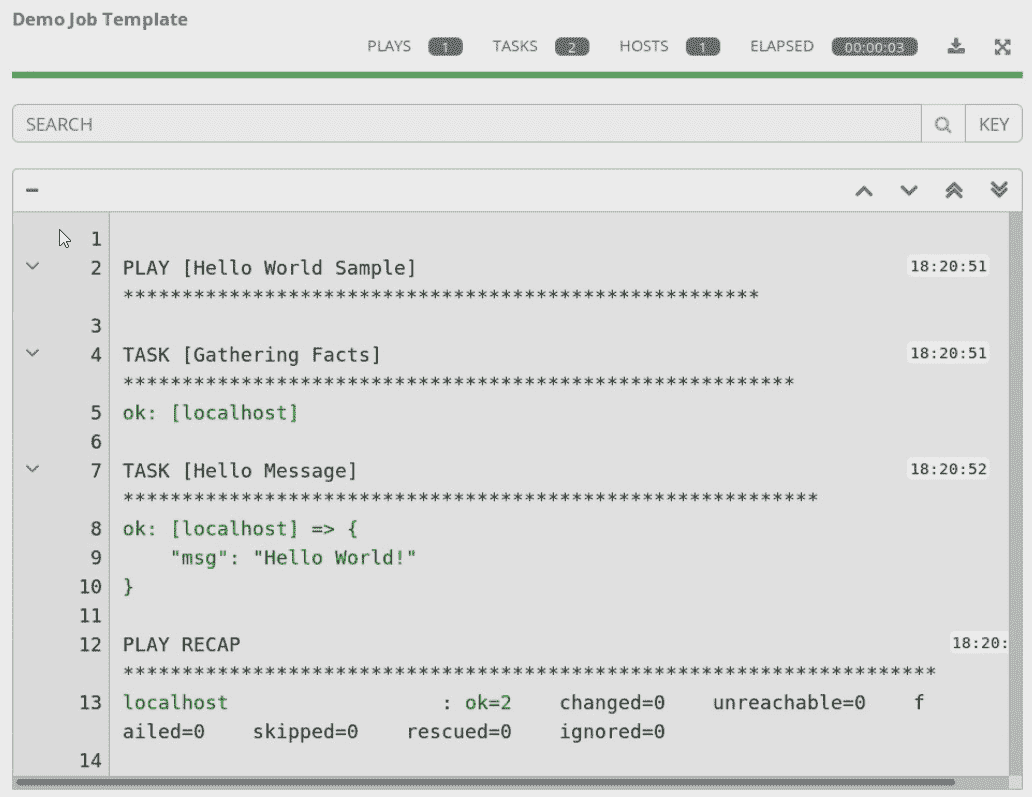 Demo Job Template
PLAYS 1 TASKS 2 HOSTS 1 ELAPSED 00:00:03
SEARCH KEY
1
2 PLAY [Hello World Sample] 18:20:51
******************************************************
3
4 TASK [Gathering Facts] 18:20:51
*********************************************************
5 ok: [localhost]
6
7 TASK [Hello Message] 18:20:52
***********************************************************
8 ok: [localhost] => {
9 "msg": "Hello World!"
10 }
11
12 PLAY RECAP 18:20:
*********************************************************************
13 localhost : ok=2 changed=0 unreachable=0 f
ailed=0 skipped=0 rescued=0 ignored=0
14